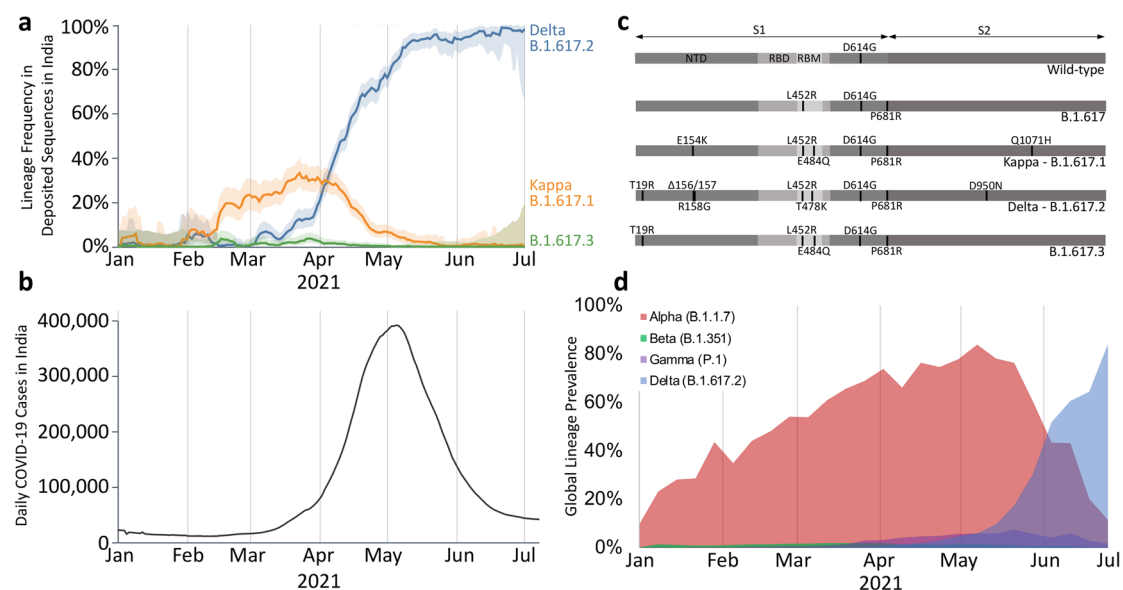 a
Lineage Frequency in
Deposited Sequences in India
100%
80%
60%
40%
20%
0%
Jan
Feb
Mar
Apr
May
Jun
Jul
2021
Delta
B.1.617.2
Kappa
B.1.617.1
B.1.617.3
b
Daily COVID-19 Cases in India
400,000
300,000
200,000
100,000
0
Jan
Feb
Mar
Apr
May
Jun
Jul
2021
c
S1
S2
NTD
RBD
RBM
D614G
Wild-type
L452R
D614G
P681R
B.1.617
E154K
L452R
D614G
Q1071H
E484Q
P681R
Kappa - B.1.617.1
T19R
Δ156/157
L452R
D614G
D950N
R158G
T478K
P681R
Delta - B.1.617.2
T19R
L452R
D614G
E484Q
P681R
B.1.617.3
d
Global Lineage Prevalence
100%
80%
60%
40%
20%
0%
Alpha (B.1.1.7)
Beta (B.1.351)
Gamma (P.1)
Delta (B.1.617.2)
Jan
Feb
Mar
Apr
May
Jun
Jul
2021